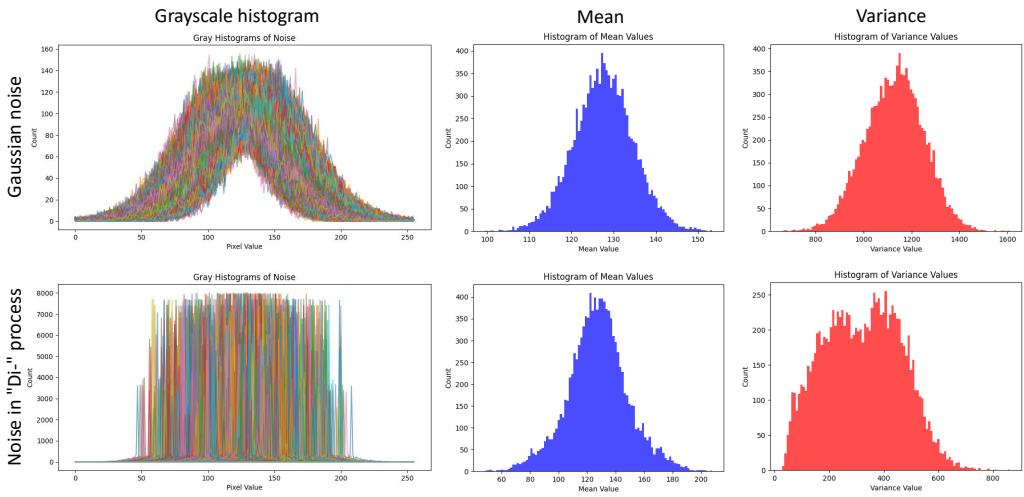 Grayscale histogram
Mean
Variance
Gaussian noise
Gray Histograms of Noise
Count
160
140
120
100
80
60
40
20
0
0 50 100 150 200 250
Pixel Value
Histogram of Mean Values
Count
400
350
300
250
200
150
100
50
0
100 110 120 130 140 150
Mean Value
Histogram of Variance Values
Count
400
350
300
250
200
150
100
50
0
800 1000 1200 1400 1600
Variance Value
Noise in "Di-" process
Gray Histograms of Noise
Count
8000
7000
6000
5000
4000
3000
2000
1000
0
0 50 100 150 200 250
Pixel Value
Histogram of Mean Values
Count
400
350
300
250
200
150
100
50
0
60 80 100 120 140 160 180 200
Mean Value
Histogram of Variance Values
Count
250
200
150
100
50
0
0 200 400 600 800
Variance Value